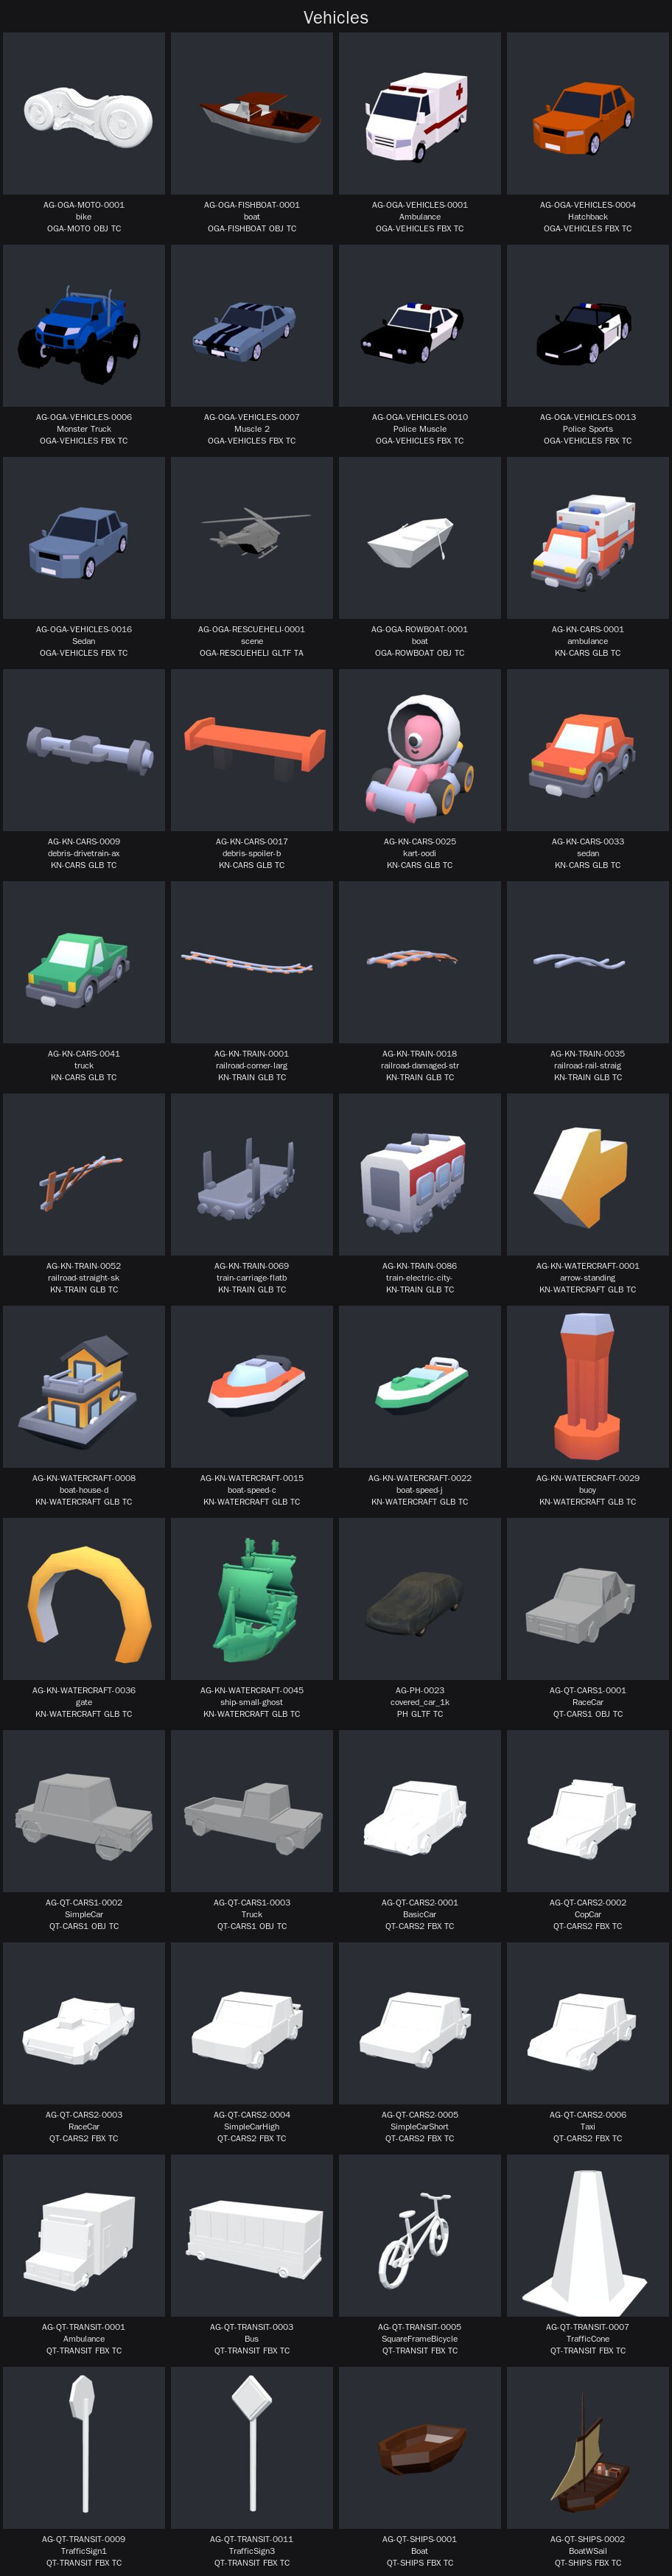 Vehicles
AG-OGA-MOTO-0001
bike
OGA-MOTO OBJ TC
AG-OGA-FISHBOAT-0001
boat
OGA-FISHBOAT OBJ TC
AG-OGA-VEHICLES-0001
Ambulance
OGA-VEHICLES FBX TC
AG-OGA-VEHICLES-0004
Hatchback
OGA-VEHICLES FBX TC
AG-OGA-VEHICLES-0006
Monster Truck
OGA-VEHICLES FBX TC
AG-OGA-VEHICLES-0007
Muscle 2
OGA-VEHICLES FBX TC
AG-OGA-VEHICLES-0010
Police Muscle
OGA-VEHICLES FBX TC
AG-OGA-VEHICLES-0013
Police Sports
OGA-VEHICLES FBX TC
AG-OGA-VEHICLES-0016
Sedan
OGA-VEHICLES FBX TC
AG-OGA-RESCUEHELI-0001
scene
OGA-RESCUEHELI GLTF TA
AG-OGA-ROWBOAT-0001
boat
OGA-ROWBOAT OBJ TC
AG-KN-CARS-0001
ambulance
KN-CARS GLB TC
AG-KN-CARS-0009
debris-drivetrain-ax
KN-CARS GLB TC
AG-KN-CARS-0017
debris-spoiler-b
KN-CARS GLB TC
AG-KN-CARS-0025
kart-oodi
KN-CARS GLB TC
AG-KN-CARS-0033
sedan
KN-CARS GLB TC
AG-KN-CARS-0041
truck
KN-CARS GLB TC
AG-KN-TRAIN-0001
railroad-corner-larg
KN-TRAIN GLB TC
AG-KN-TRAIN-0018
railroad-damaged-str
KN-TRAIN GLB TC
AG-KN-TRAIN-0035
railroad-rail-straig
KN-TRAIN GLB TC
AG-KN-TRAIN-0052
railroad-straight-sk
KN-TRAIN GLB TC
AG-KN-TRAIN-0069
train-carriage-flatb
KN-TRAIN GLB TC
AG-KN-TRAIN-0086
train-electric-city-
KN-TRAIN GLB TC
AG-KN-WATERCRAFT-0001
arrow-standing
KN-WATERCRAFT GLB TC
AG-KN-WATERCRAFT-0008
boat-house-d
KN-WATERCRAFT GLB TC
AG-KN-WATERCRAFT-0015
boat-speed-c
KN-WATERCRAFT GLB TC
AG-KN-WATERCRAFT-0022
boat-speed-j
KN-WATERCRAFT GLB TC
AG-KN-WATERCRAFT-0029
buoy
KN-WATERCRAFT GLB TC
AG-KN-WATERCRAFT-0036
gate
KN-WATERCRAFT GLB TC
AG-KN-WATERCRAFT-0045
ship-small-ghost
KN-WATERCRAFT GLB TC
AG-PH-0023
covered_car_1k
PH GLTF TC
AG-QT-CARS1-0001
RaceCar
QT-CARS1 OBJ TC
AG-QT-CARS1-0002
SimpleCar
QT-CARS1 OBJ TC
AG-QT-CARS1-0003
Truck
QT-CARS1 OBJ TC
AG-QT-CARS2-0001
BasicCar
QT-CARS2 FBX TC
AG-QT-CARS2-0002
CopCar
QT-CARS2 FBX TC
AG-QT-CARS2-0003
RaceCar
QT-CARS2 FBX TC
AG-QT-CARS2-0004
SimpleCarHigh
QT-CARS2 FBX TC
AG-QT-CARS2-0005
SimpleCarShort
QT-CARS2 FBX TC
AG-QT-CARS2-0006
Taxi
QT-CARS2 FBX TC
AG-QT-TRANSIT-0001
Ambulance
QT-TRANSIT FBX TC
AG-QT-TRANSIT-0003
Bus
QT-TRANSIT FBX TC
AG-QT-TRANSIT-0005
SquareFrameBicycle
QT-TRANSIT FBX TC
AG-QT-TRANSIT-0007
TrafficCone
QT-TRANSIT FBX TC
AG-QT-TRANSIT-0009
TrafficSign1
QT-TRANSIT FBX TC
AG-QT-TRANSIT-0011
TrafficSign3
QT-TRANSIT FBX TC
AG-QT-SHIPS-0001
Boat
QT-SHIPS FBX TC
AG-QT-SHIPS-0002
BoatWSail
QT-SHIPS FBX TC